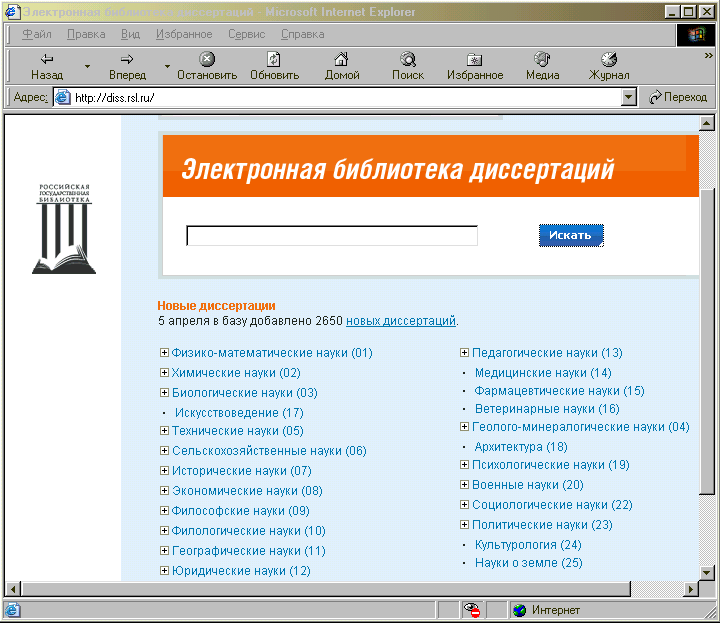 Электронная библиотека диссертаций - Microsoft Internet Explorer
Файл Правка Вид Избранное Сервис Справка
Назад Вперед Остановить Обновить Домой Поиск Избранное Медиа Журнал »
Адрес: http://diss.rsl.ru/ Переход
РОССИЙСКАЯ
ГОСУДАРСТВЕННАЯ
БИБЛИОТЕКА
Электронная библиотека диссертаций
Искать
Новые диссертации
5 апреля в базу добавлено 2650 новых диссертаций.
Физико-математические науки (01)
Химические науки (02)
Биологические науки (03)
Искусствоведение (17)
Технические науки (05)
Сельскохозяйственные науки (06)
Исторические науки (07)
Экономические науки (08)
Философские науки (09)
Филологические науки (10)
Географические науки (11)
Юридические науки (12)
Педагогические науки (13)
Медицинские науки (14)
Фармацевтические науки (15)
Ветеринарные науки (16)
Геолого-минералогические науки (04)
Архитектура (18)
Психологические науки (19)
Военные науки (20)
Социологические науки (22)
Политические науки (23)
Культурология (24)
Науки о земле (25)
Интернет